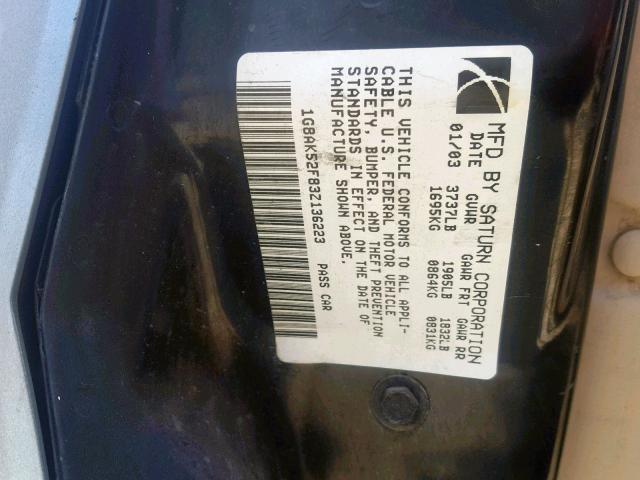 MFD BY SATURN CORPORATION
DATE GVWR GAWR FRT GAWR RR
01/03 3737LB 1905LB 1832LB
1695KG 0864KG 0831KG
THIS VEHICLE CONFORMS TO ALL APPLI-
CABLE U.S. FEDERAL MOTOR VEHICLE
SAFETY, BUMPER, AND THEFT PREVENTION
STANDARDS IN EFFECT ON THE DATE OF
MANUFACTURE SHOWN ABOVE.
1G8AK52F83Z136223 PASS CAR